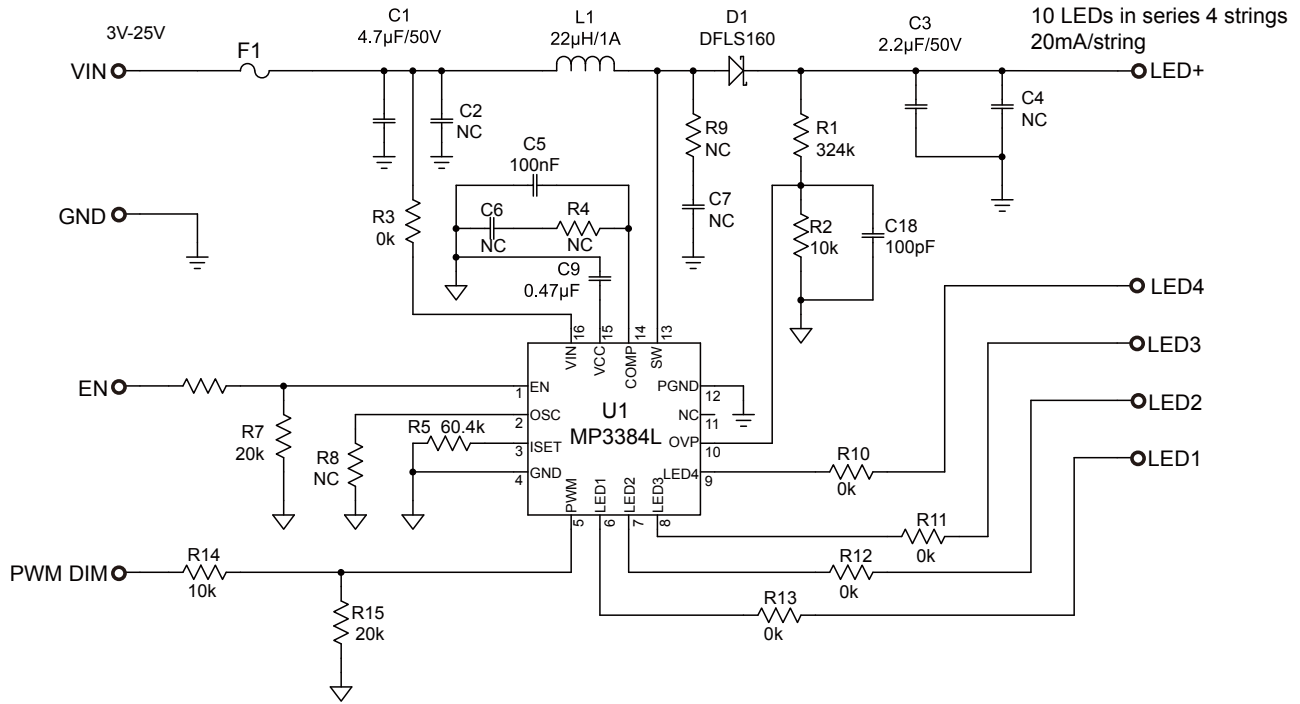 3V-25V
C1
4.7µF/50V
L1
22µH/1A
D1
DFLS160
C3
2.2µF/50V
10 LEDs in series 4 strings
20mA/string
VIN
F1
LED+
C2
NC
C4
NC
R9
NC
R1
324k
C5
100nF
C7
NC
GND
R3
0k
C6
NC
R4
NC
R2
10k
C18
100pF
C9
0.47µF
LED4
16
15
14
13
VIN
VCC
COMP
SW
LED3
EN
1
EN
PGND
12
U1
MP3384L
LED2
2
OSC
NC
11
R7
20k
R5 60.4k
3
ISET
OVP
10
R8
NC
R10
0k
LED1
4
GND
LED4
9
PWM
LED1
LED2
LED3
5
6
7
8
R11
0k
R14
10k
PWM DIM
R12
0k
R15
20k
R13
0k